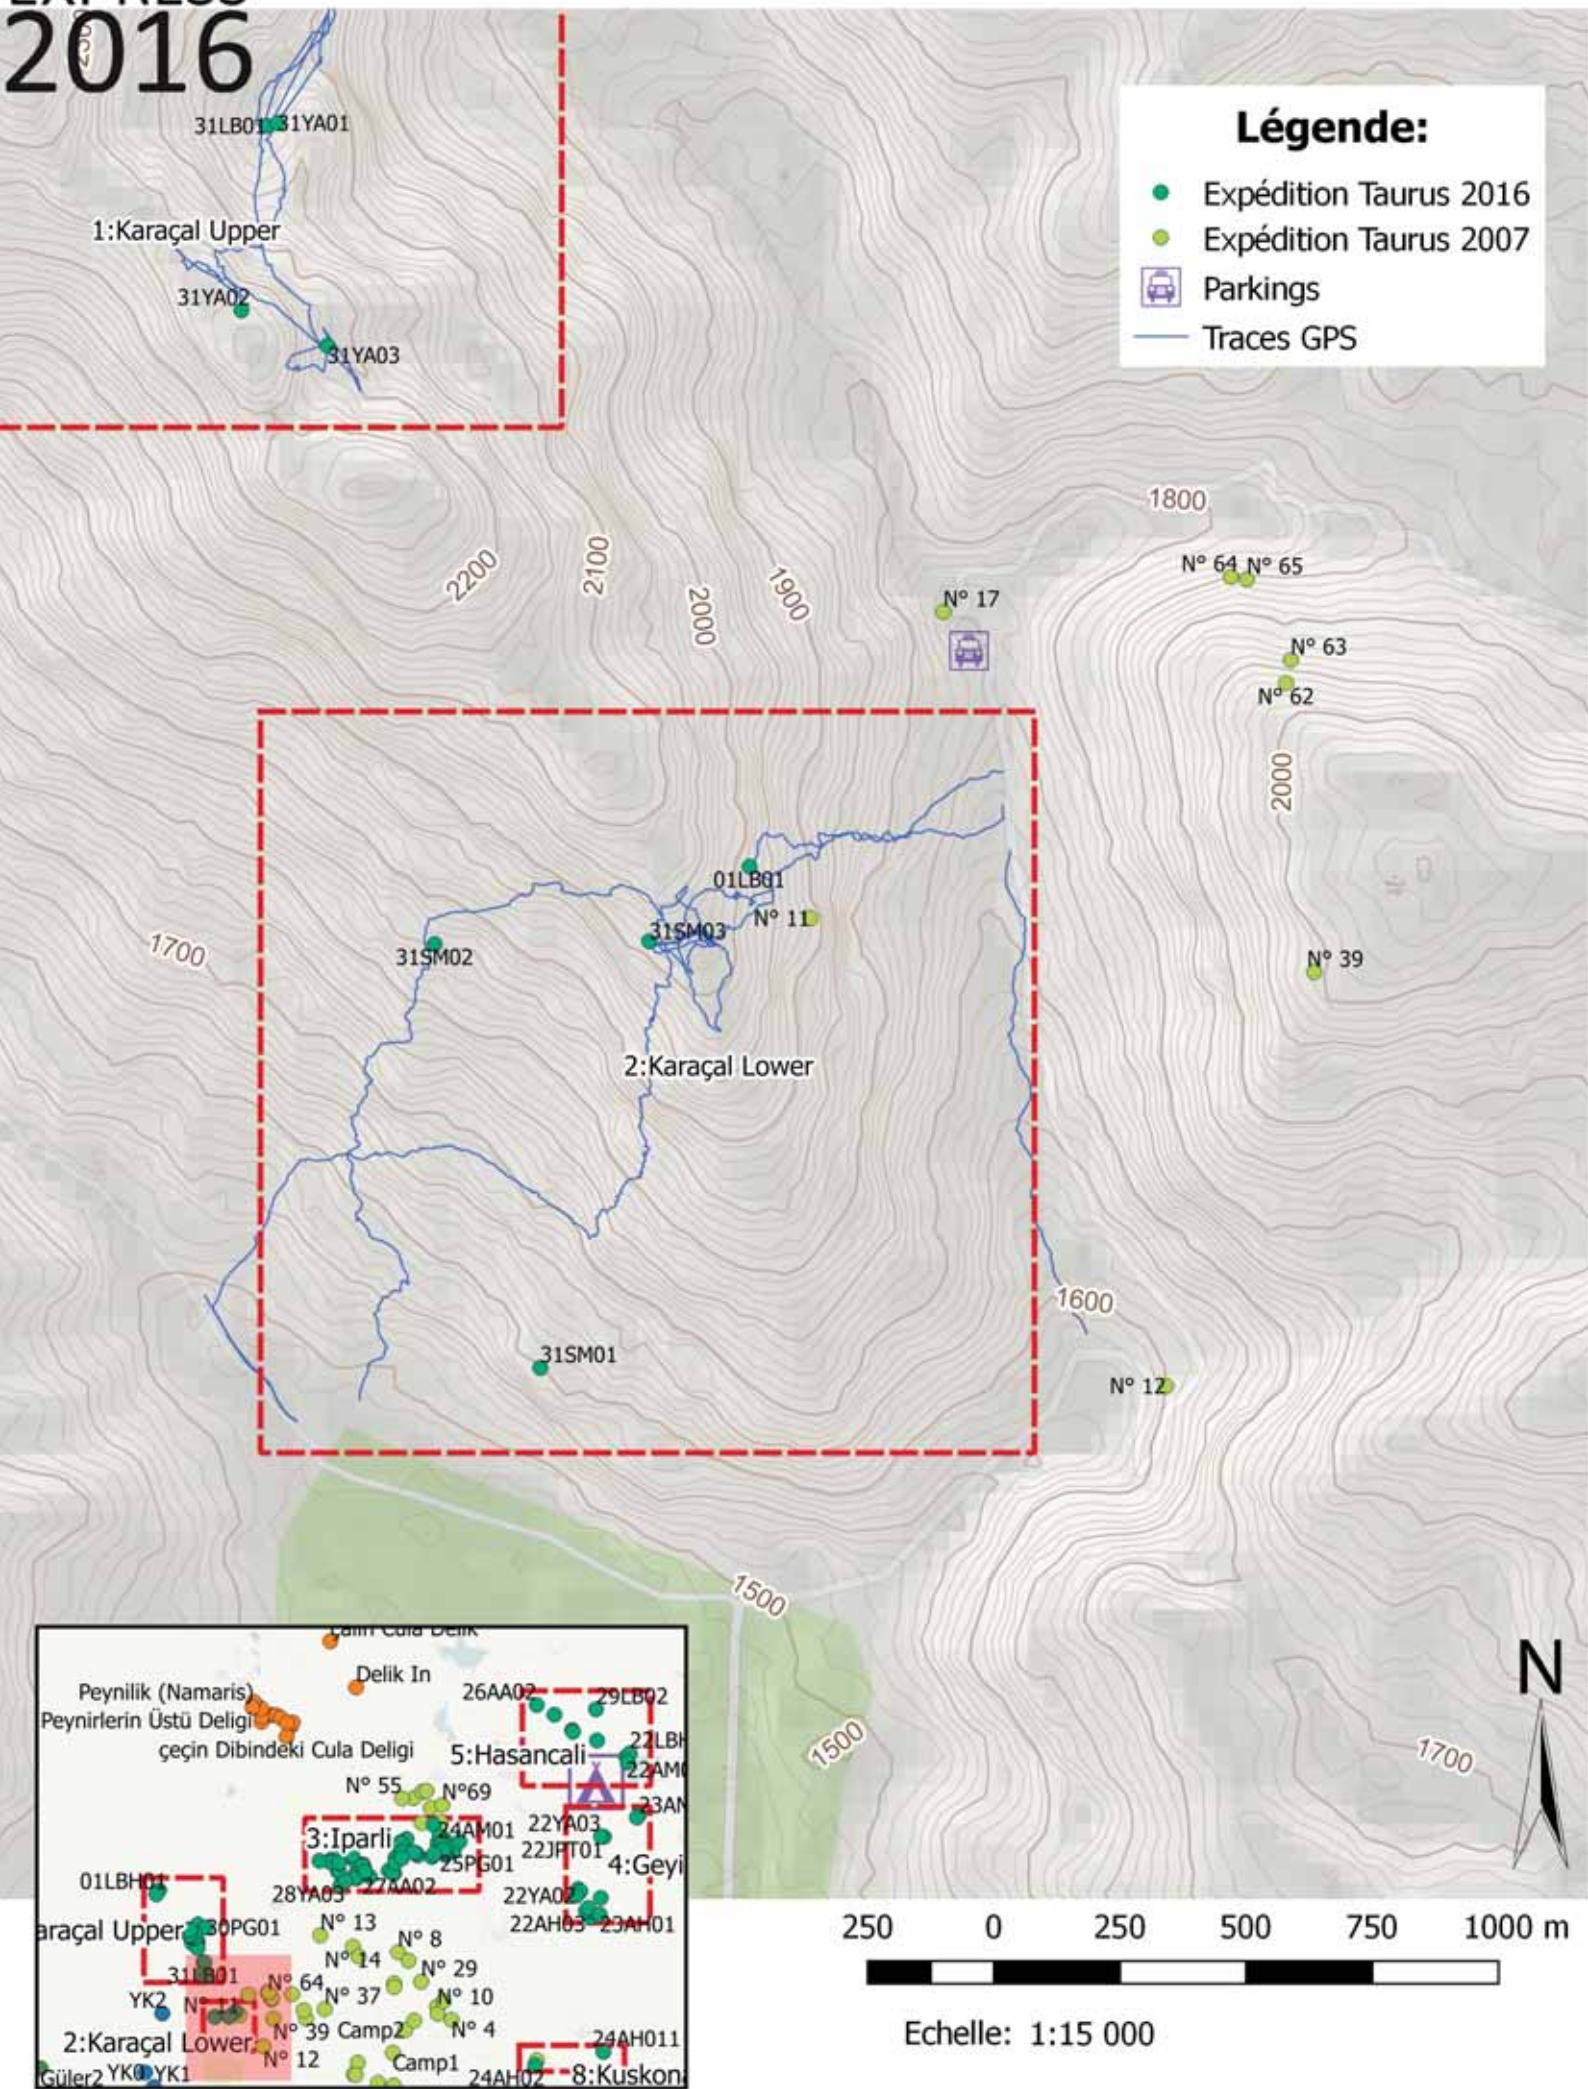 EXPRESS
2016
Légende:
Expédition Taurus 2016
Expédition Taurus 2007
Parkings
Traces GPS
31LB01
31YA01
1:Karaçal Upper
31YA02
31YA03
1800
2200
2100
2000
1900
N° 64
N° 65
N° 17
N° 63
N° 62
2000
01LB01
N° 11
31SM03
31SM02
1700
N° 39
2:Karaçal Lower
1600
31SM01
N° 12
1500
1500
1700
N
Delik In
Peynilik (Namaris)
26AA02
29LB02
Peynirlerin Üstü Deligi
çeçin Dibindeki Cula Deligi
5:Hasancali
N° 55
N°69
22YA03
3:Iparli
24AM01
22JPT01
25PG01
4:Geyi
01LBH01
28YA03
27AA02
22YA02
22AH03
23AH01
araçal Upper
30PG01
N° 13
N° 8
N° 14
31LB01
N° 29
N° 64
YK2
N° 11
N° 37
N° 10
N° 39
Camp2
N° 4
2:Karaçal Lower
N° 12
Camp1
24AH011
Güler2
YK0
YK1
24AH02
8:Kuskona
250 0 250 500 750 1000 m
Echelle: 1:15 000